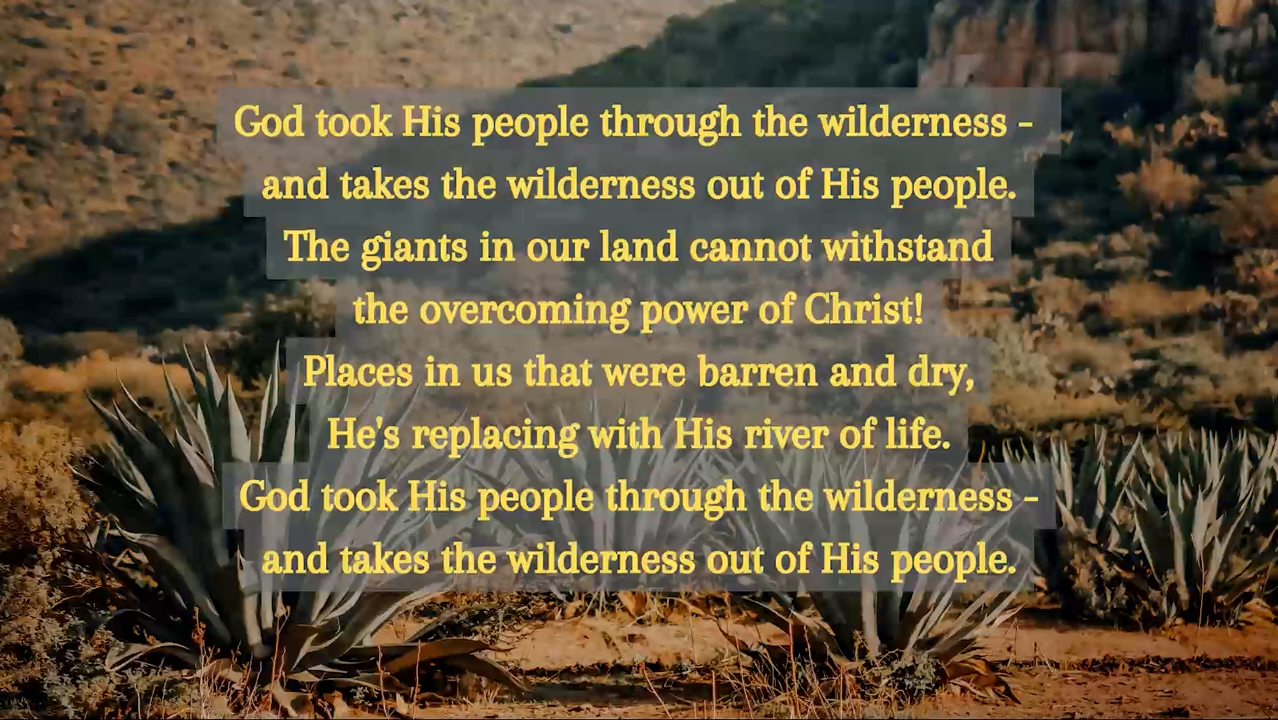 God took His people through the wilderness -
and takes the wilderness out of His people.
The giants in our land cannot withstand
the overcoming power of Christ!
Places in us that were barren and dry,
He's replacing with His river of life.
God took His people through the wilderness -
and takes the wilderness out of His people.